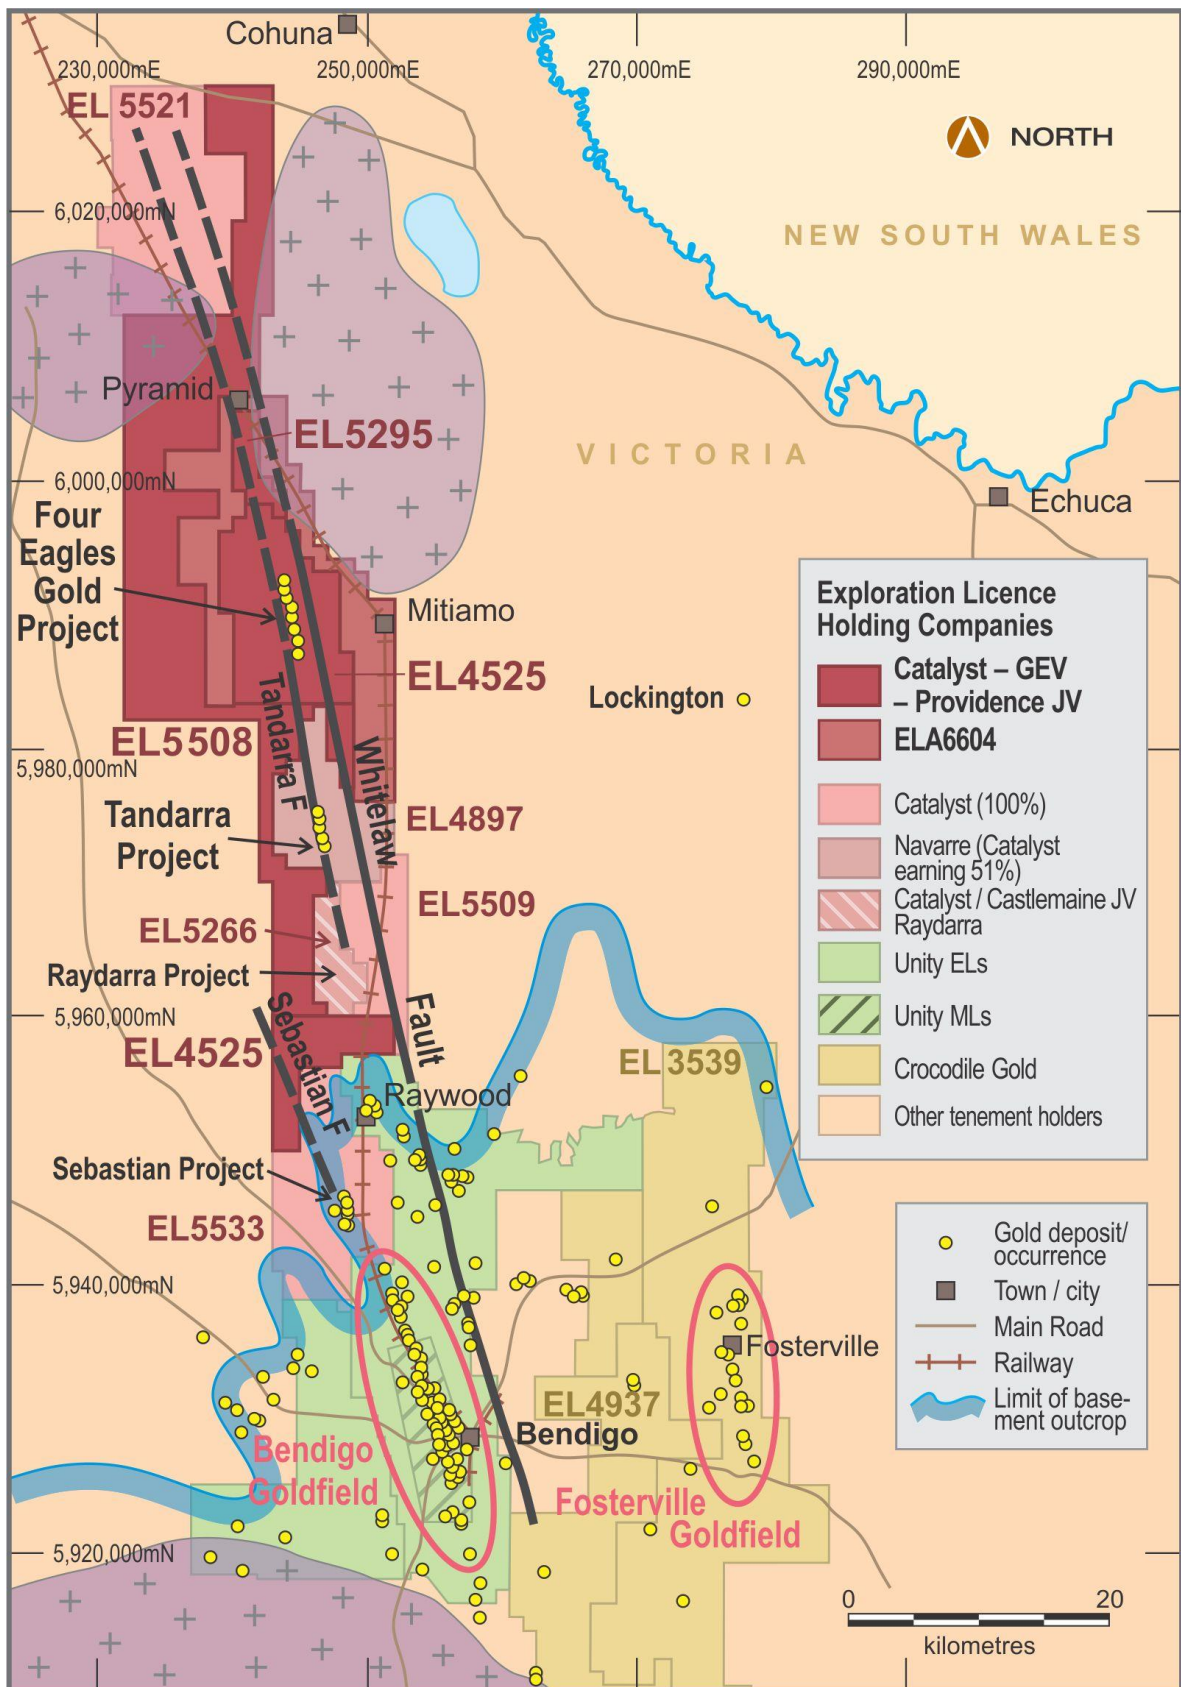 Cohuna
230,000mE
250,000mE
270,000mE
290,000mE
EL 5521
NORTH
6,020,000mN
NEW SOUTH WALES
Pyramid
EL5295
VICTORIA
6,000,000mN
Echuca
Four
Eagles
Gold
Project
Mitiamo
EL4525
Lockington
Tandarra F
EL5508
Whitelaw
Fault
5,980,000mN
Tandarra
Project
EL4897
EL5509
EL5266
Raydarra Project
Sebastian F
5,960,000mN
EL4525
EL 3539
Raywood
Sebastian Project
EL5533
5,940,000mN
Fosterville
EL4937
Bendigo
Bendigo
Goldfield
Fosterville
Goldfield
5,920,000mN
Exploration Licence
Holding Companies
Catalyst – GEV
– Providence JV
ELA6604
Catalyst (100%)
Navarre (Catalyst
earning 51%)
Catalyst / Castlemaine JV
Raydarra
Unity ELs
Unity MLs
Crocodile Gold
Other tenement holders
Gold deposit/
occurrence
Town / city
Main Road
Railway
Limit of base-
ment outcrop
0
20
kilometres